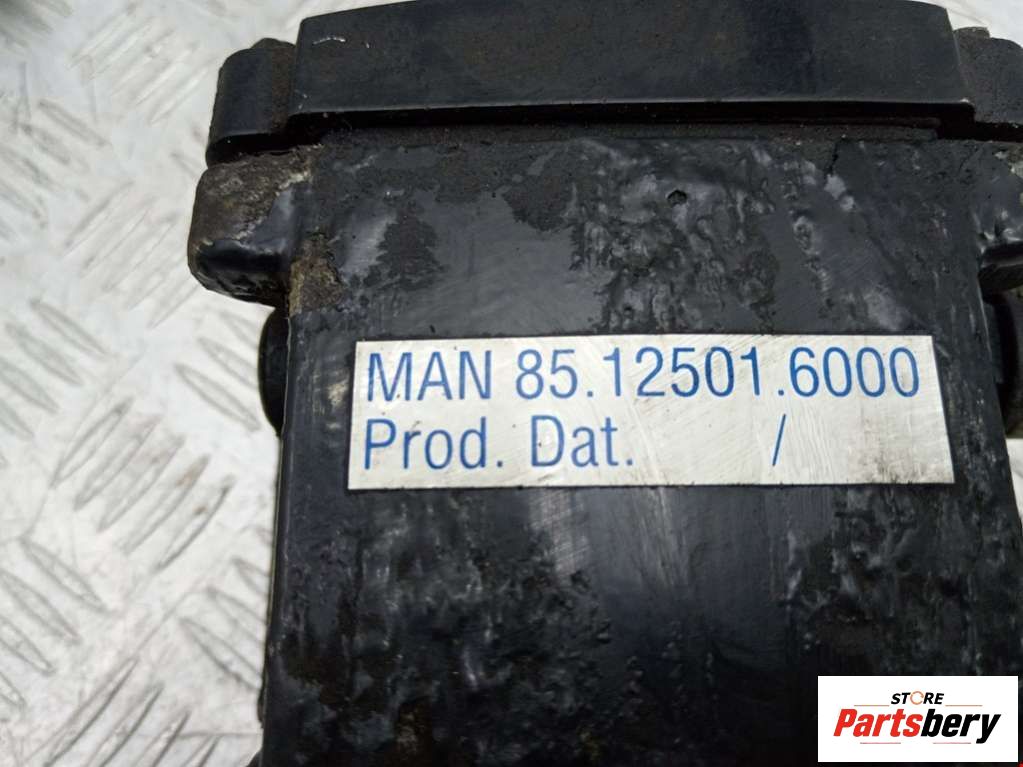 MAN 85.12501.6000
Prod. Dat. /
STORE
Partsbery